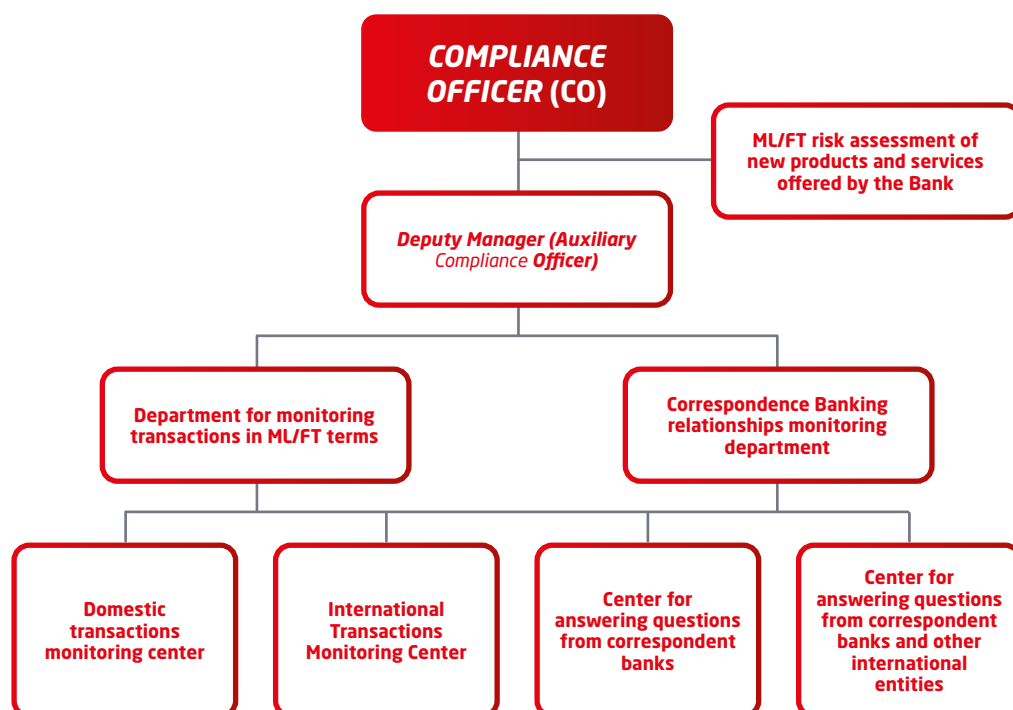 COMPLIANCE
OFFICER (CO)
ML/FT risk assessment of
new products and services
offered by the Bank
Deputy Manager (Auxiliary
Compliance Officer)
Department for monitoring
transactions in ML/FT terms
Correspondence Banking
relationships monitoring
department
Domestic
transactions
monitoring center
International
Transactions
Monitoring Center
Center for
answering questions
from correspondent
banks
Center for
answering questions
from correspondent
banks and other
international
entities